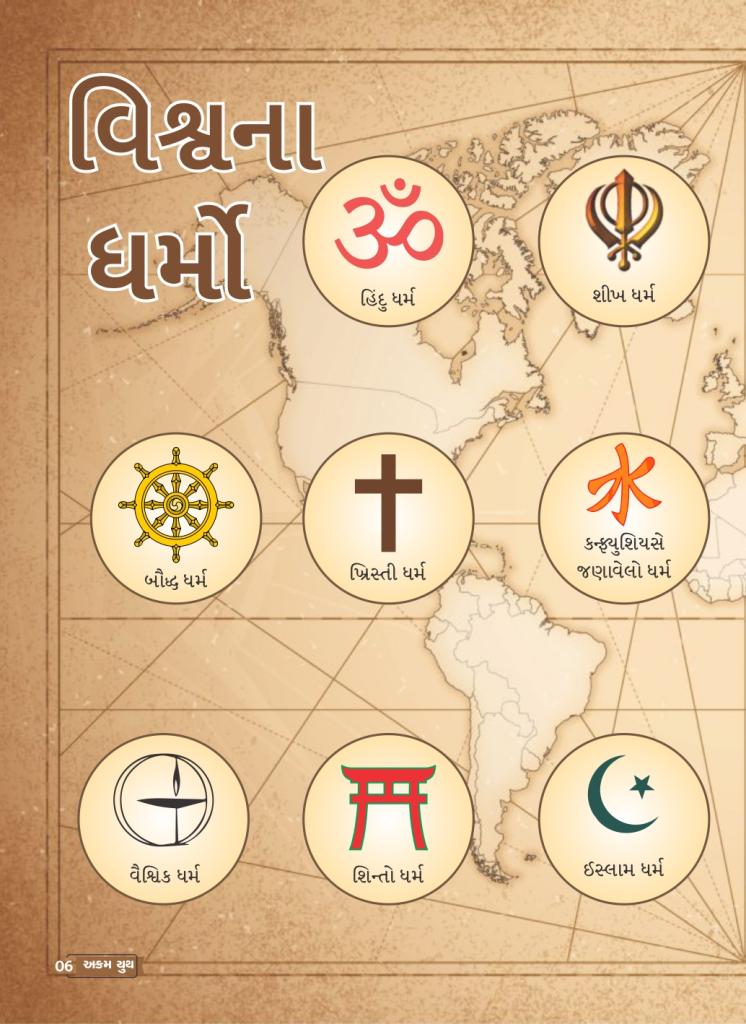 વિશ્વના
ધર્મો
હિંદુ ધર્મ
શીખ ધર્મ
બૌદ્ધ ધર્મ
ખ્રિસ્તી ધર્મ
કન્ફ્યુશિયસે
જણાવેલો ધર્મ
વૈશ્વિક ધર્મ
શિન્તો ધર્મ
ઈસ્લામ ધર્મ
06 અક્રમ યુથ